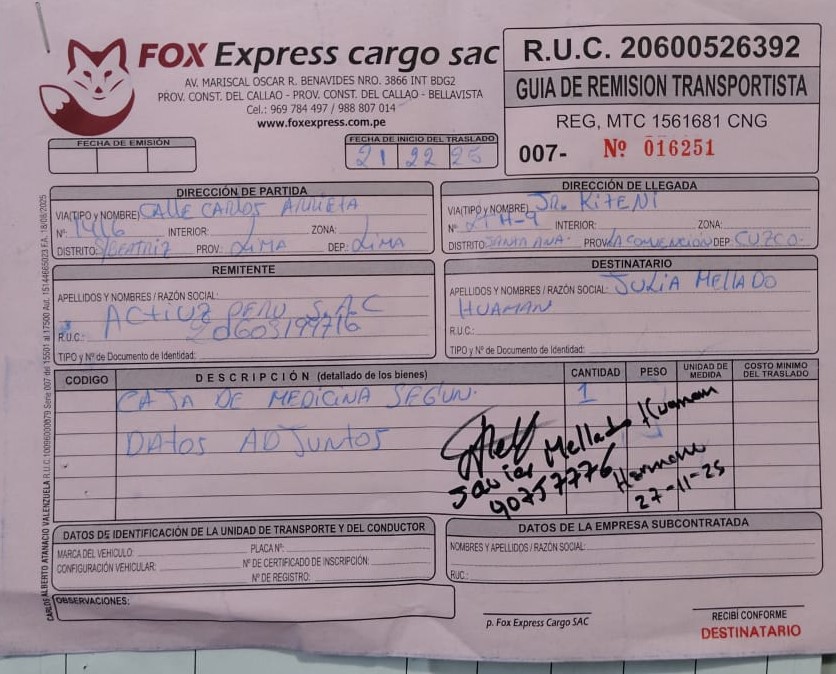 FOX Express cargo sac
AV. MARISCAL OSCAR R. BENAVIDES NRO. 3866 INT BDG2
PROV. CONST. DEL CALLAO - PROV. CONST. DEL CALLAO - BELLAVISTA
Cel.: 969 784 497 / 988 807 014
www.foxexpress.com.pe
R.U.C. 20600526392
GUIA DE REMISION TRANSPORTISTA
REG, MTC 1561681 CNG
007- Nº 016251
FECHA DE EMISIÓN
FECHA DE INICIO DEL TRASLADO
21 22 25
DIRECCIÓN DE PARTIDA
VIA(TIPO y NOMBRE) CALLE CARLOS ARRIETA
Nº: 1416 INTERIOR: ZONA:
DISTRITO: S/BEATRIZ PROV: LIMA DEP: LIMA
DIRECCIÓN DE LLEGADA
VIA(TIPO y NOMBRE) JR. KITENI
Nº H-9 INTERIOR: ZONA:
DISTRITO: SANTA ANA- PROV: LA CONVENCION DEP: CUZCO-
REMITENTE
APELLIDOS Y NOMBRES / RAZÓN SOCIAL:
ACTIUZ PERU S.A.C
R.U.C.: 20605199716
TIPO y Nº de Documento de Identidad:
DESTINATARIO
APELLIDOS Y NOMBRES / RAZÓN SOCIAL: JULIA MELLADO
HUAMAN
R.U.C.:
TIPO y Nº de Documento de Identidad:
CODIGO DESCRIPCIÓN (detallado de los bienes) CANTIDAD PESO UNIDAD DE MEDIDA COSTO MINIMO DEL TRASLADO
CAJA DE MEDICINA SEGUN. 1
DATOS ADJUNTOS
Javier Mellado Huaman
40757776 Hermano
27-11-25
DATOS DE IDENTIFICACIÓN DE LA UNIDAD DE TRANSPORTE Y DEL CONDUCTOR
MARCA DEL VEHICULO: PLACA Nº:
CONFIGURACIÓN VEHICULAR: Nº DE CERTIFICADO DE INSCRIPCIÓN:
Nº DE REGISTRO:
DATOS DE LA EMPRESA SUBCONTRATADA
NOMBRES Y APELLIDOS / RAZÓN SOCIAL:
RUC:
OBSERVACIONES:
p. Fox Express Cargo SAC
RECIBÍ CONFORME
DESTINATARIO